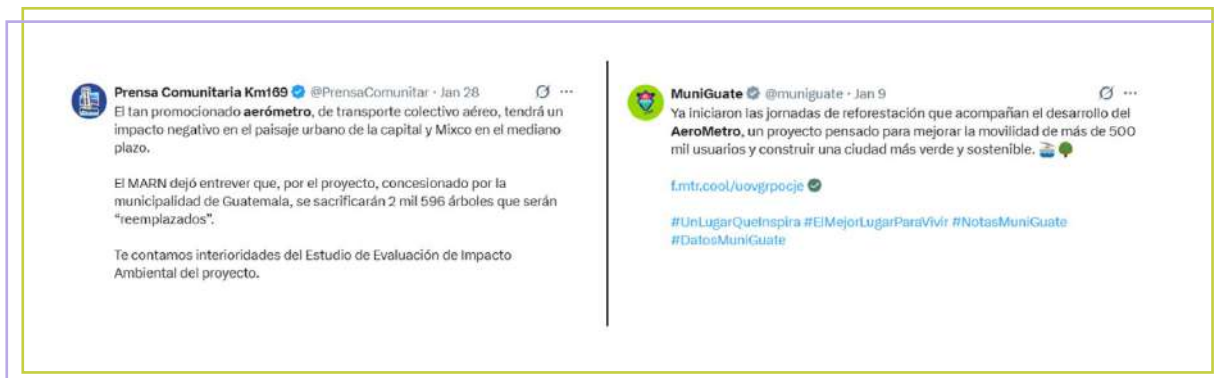 Prensa Comunitaria Km169 @PrensaComunitar · Jan 28
El tan promocionado aerómetro, de transporte colectivo aéreo, tendrá un
impacto negativo en el paisaje urbano de la capital y Mixco en el mediano
plazo.
El MARN dejó entrever que, por el proyecto, concesionado por la
municipalidad de Guatemala, se sacrificarán 2 mil 596 árboles que serán
“reemplazados”.
Te contamos interioridades del Estudio de Evaluación de Impacto
Ambiental del proyecto.
MuniGuate @muniguate · Jan 9
Ya iniciaron las jornadas de reforestación que acompañan el desarrollo del
AeroMetro, un proyecto pensado para mejorar la movilidad de más de 500
mil usuarios y construir una ciudad más verde y sostenible.
f.mtr.cool/uovgrpocje
#UnLugarQueInspira #ElMejorLugarParaVivir #NotasMuniGuate
#DatosMuniGuate